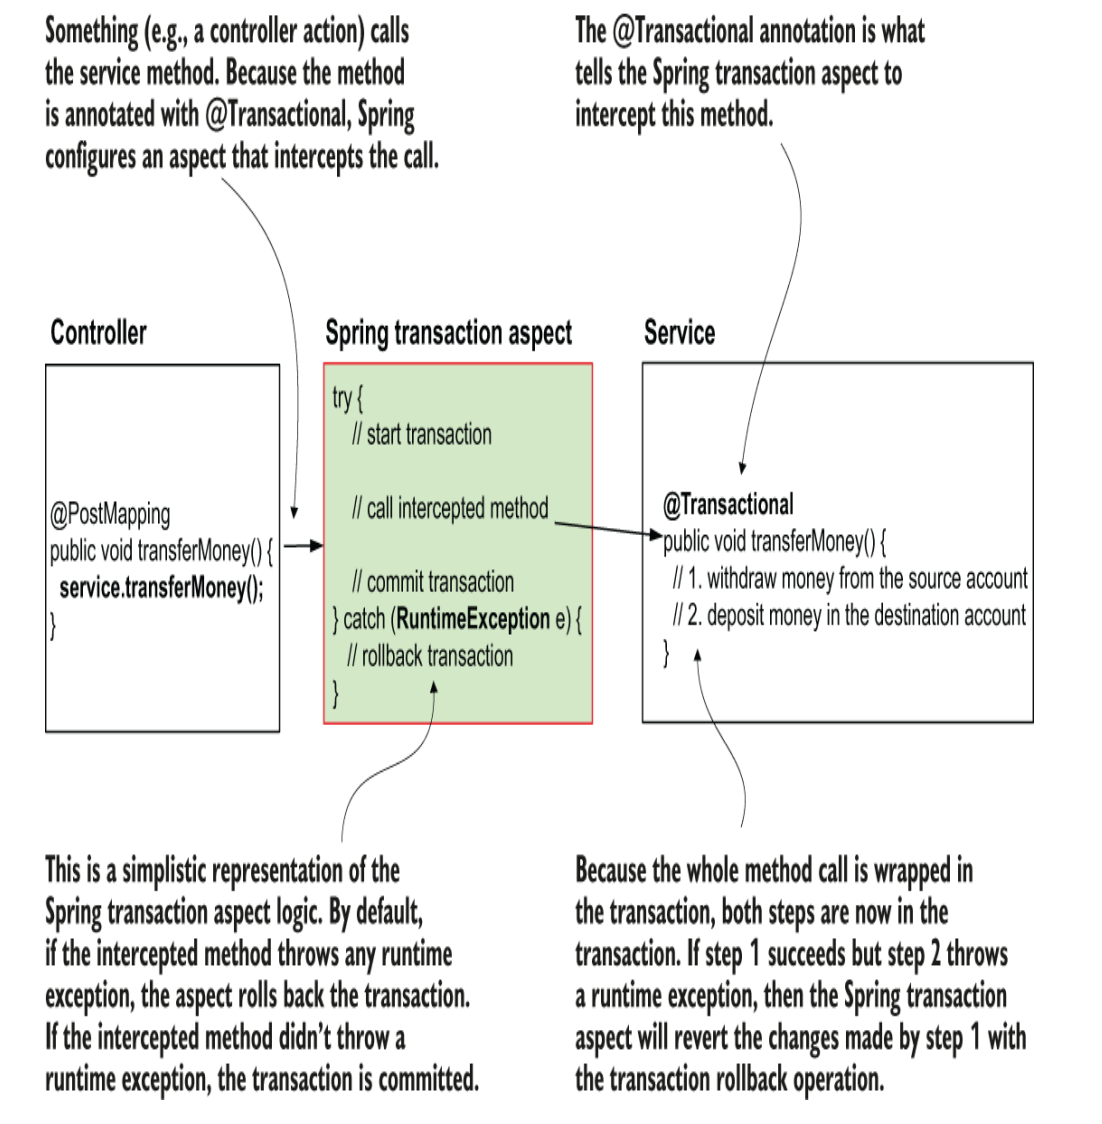 Something (e.g., a controller action) calls
the service method. Because the method
is annotated with @Transactional, Spring
configures an aspect that intercepts the call.
The @Transactional annotation is what
tells the Spring transaction aspect to
intercept this method.
Controller
@PostMapping
public void transferMoney() {
service.transferMoney();
}
Spring transaction aspect
try {
// start transaction
// call intercepted method
// commit transaction
} catch (RuntimeException e) {
// rollback transaction
}
Service
@Transactional
public void transferMoney() {
// 1. withdraw money from the source account
// 2. deposit money in the destination account
}
This is a simplistic representation of the
Spring transaction aspect logic. By default,
if the intercepted method throws any runtime
exception, the aspect rolls back the transaction.
If the intercepted method didn't throw a
runtime exception, the transaction is committed.
Because the whole method call is wrapped in
the transaction, both steps are now in the
transaction. If step 1 succeeds but step 2 throws
a runtime exception, then the Spring transaction
aspect will revert the changes made by step 1 with
the transaction rollback operation.